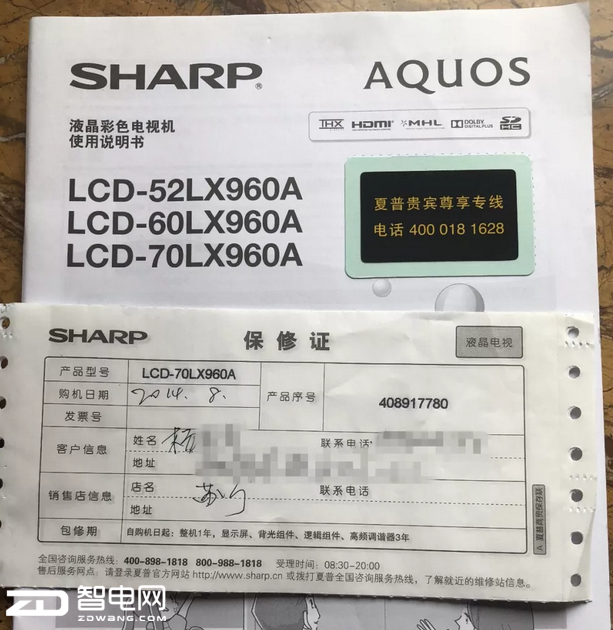 SHARP®
AQUOS
液晶彩色电视机
使用说明书
THX HDMI MHL DOLBY DIGITAL PLUS SD HC
LCD-52LX960A
LCD-60LX960A
LCD-70LX960A
夏普贵宾尊享专线
电话 400 018 1628
SHARP 保修证 液晶电视
产品型号 LCD-70LX960A
购机日期 2014.8. 产品序号 408917780
发票号
客户信息 姓名 杨 联系电话
地址
销售店信息 店名 联系电话
地址
包修期 自购机日起：整机1年，显示屏、背光组件、逻辑组件、高频调谐器3年
全国咨询服务热线: 400-898-1818 800-988-1818 受理时间: 08:30-20:00
售后服务网点: 请登录夏普官方网站 http://www.sharp.cn 或拨打夏普全国咨询服务热线，了解就近的维修站信息。
智电网
ZDWANG.COM